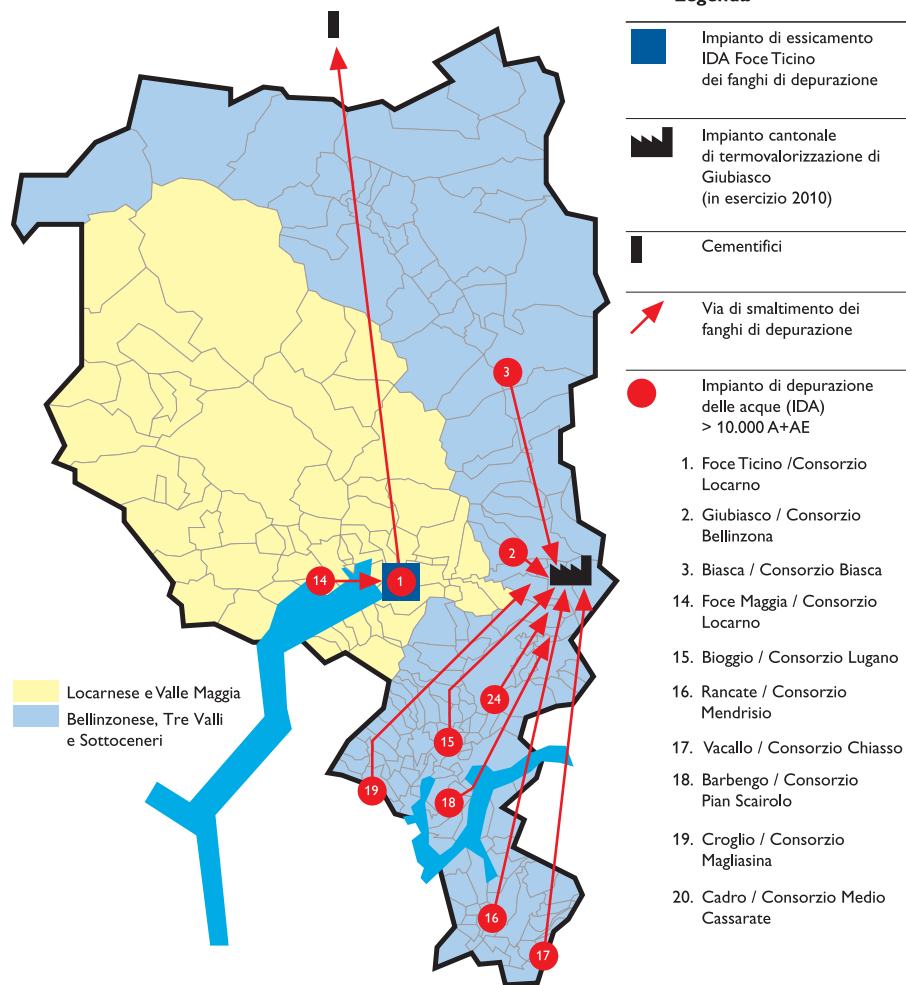 Legenda
Impianto di essicamento
IDA Foce Ticino
dei fanghi di depurazione
Impianto cantonale
di termovalorizzazione di
Giubiasco
(in esercizio 2010)
Cementifici
Via di smaltimento dei
fanghi di depurazione
Impianto di depurazione
delle acque (IDA)
> 10.000 A+AE
1. Foce Ticino /Consorzio
Locarno
2. Giubiasco / Consorzio
Bellinzona
3. Biasca / Consorzio Biasca
14. Foce Maggia / Consorzio
Locarno
15. Bioggio / Consorzio Lugano
16. Rancate / Consorzio
Mendrisio
17. Vacallo / Consorzio Chiasso
18. Barbengo / Consorzio
Pian Scairolo
19. Croglio / Consorzio
Magliasina
20. Cadro / Consorzio Medio
Cassarate
3
2
14
1
24
15
19
18
16
17
Locarnese e Valle Maggia
Bellinzonese, Tre Valli
e Sottoceneri